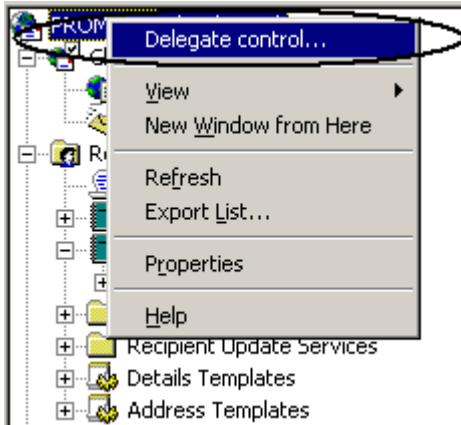 PROM
Delegate control...
View
New Window from Here
Refresh
Export List...
Properties
Help
Recipient Update Services
Details Templates
Address Templates